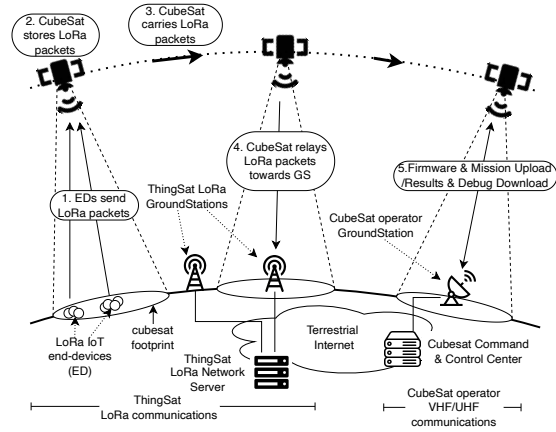 2. CubeSat
stores LoRa
packets
3. CubeSat
carries LoRa
packets
4. CubeSat relays
LoRa packets
towards GS
5.Firmware & Mission Upload
/Results & Debug Download
1. EDs send
LoRa packets
ThingSat LoRa
GroundStations
CubeSat operator
GroundStation
LoRa IoT
end-devices
(ED)
cubesat
footprint
ThingSat
LoRa Network
Server
Terrestrial
Internet
Cubesat Command
& Control Center
ThingSat
LoRa communications
CubeSat operator
VHF/UHF
communications